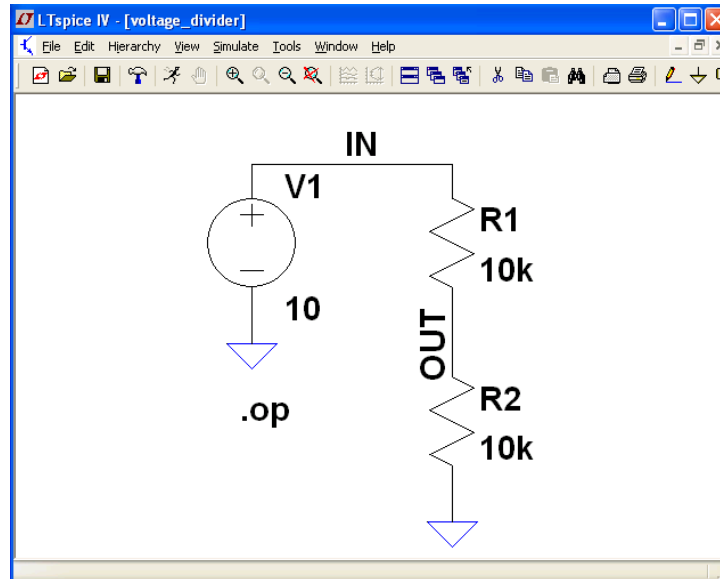 LTspice IV - [voltage_divider]
File Edit Hierarchy View Simulate Tools Window Help
IN
V1
R1
10k
10
OUT
R2
.op
10k